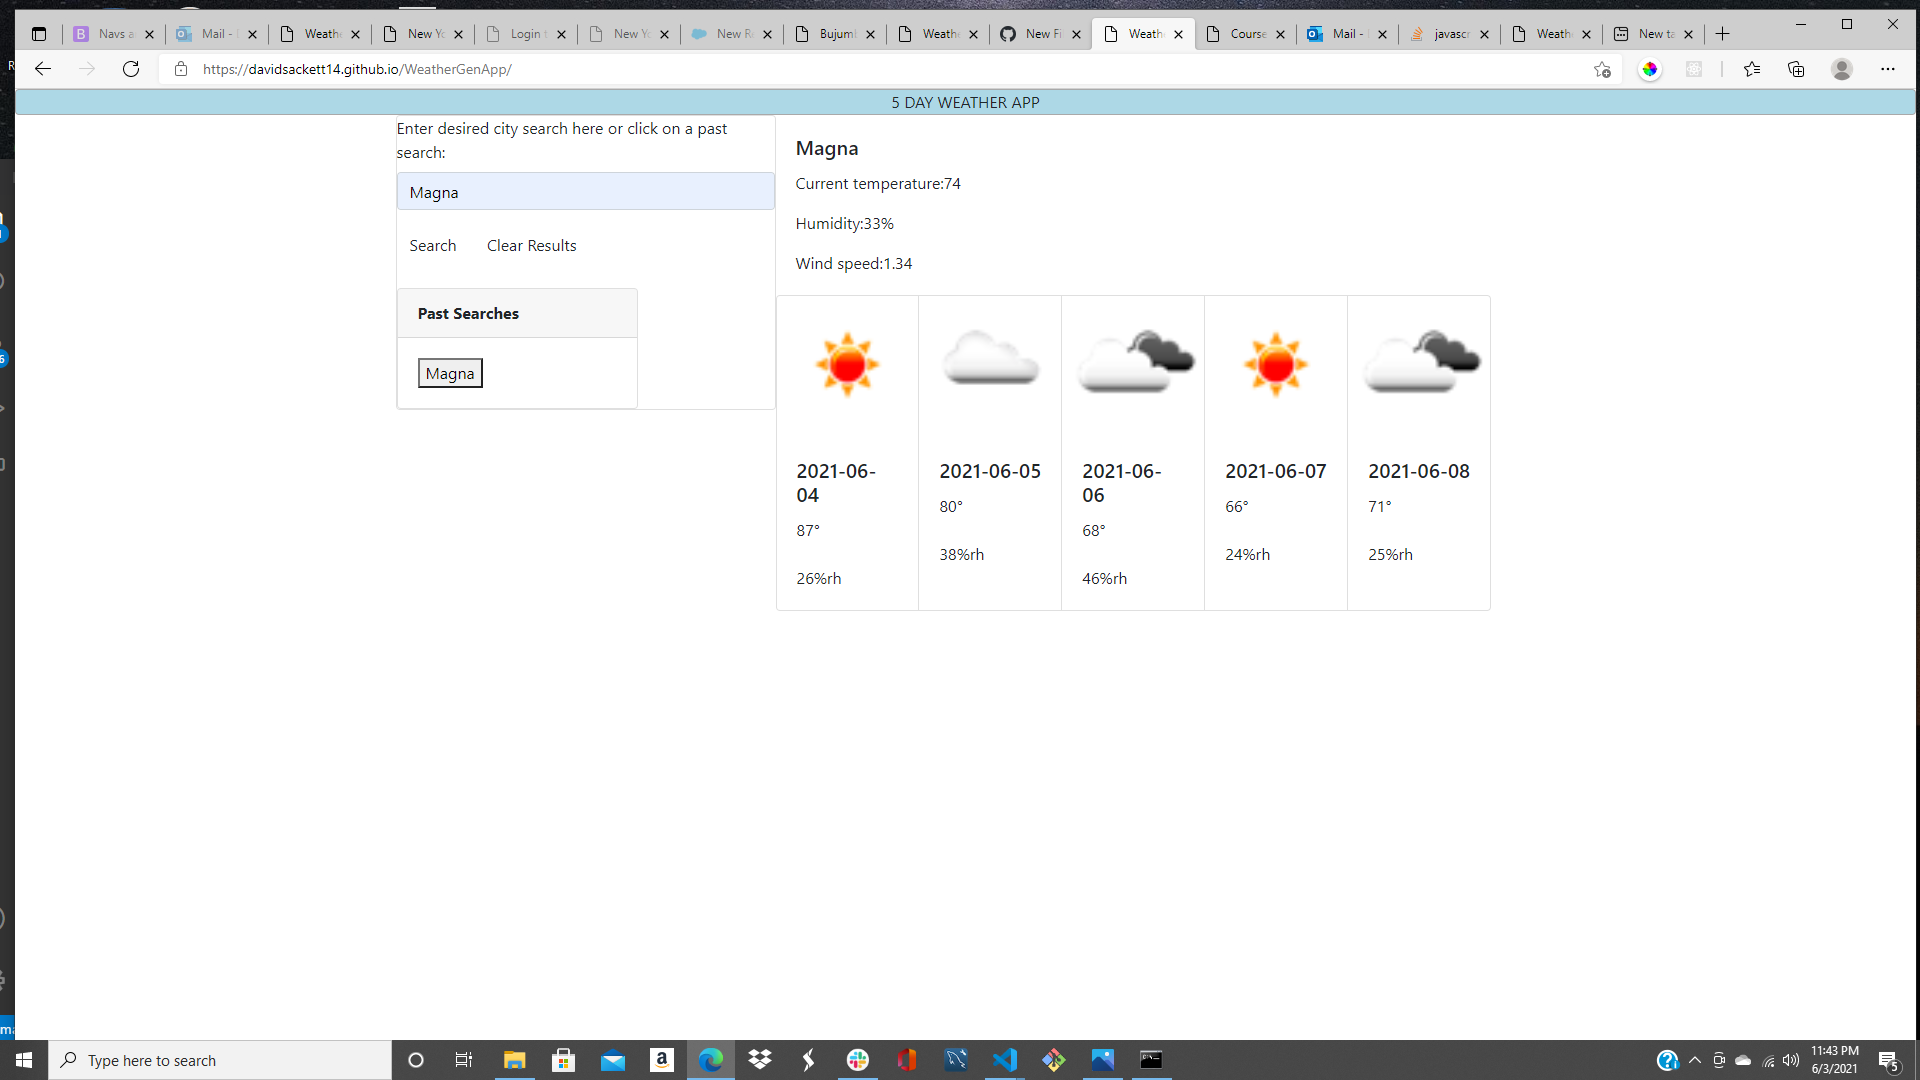 Navs a
Mail -
Weathe
New Yo
Login t
New Yo
New Re
Bujumb
Weathe
New Fi
Weathe
Course
Mail -
javascr
Weathe
New ta
https://davidsackett14.github.io/WeatherGenApp/
5 DAY WEATHER APP
Enter desired city search here or click on a past
search:
Magna
Search Clear Results
Past Searches
Magna
Magna
Current temperature:74
Humidity:33%
Wind speed:1.34
2021-06-
04
87°
26%rh
2021-06-05
80°
38%rh
2021-06-
06
68°
46%rh
2021-06-07
66°
24%rh
2021-06-08
71°
25%rh
Type here to search
11:43 PM
6/3/2021
5